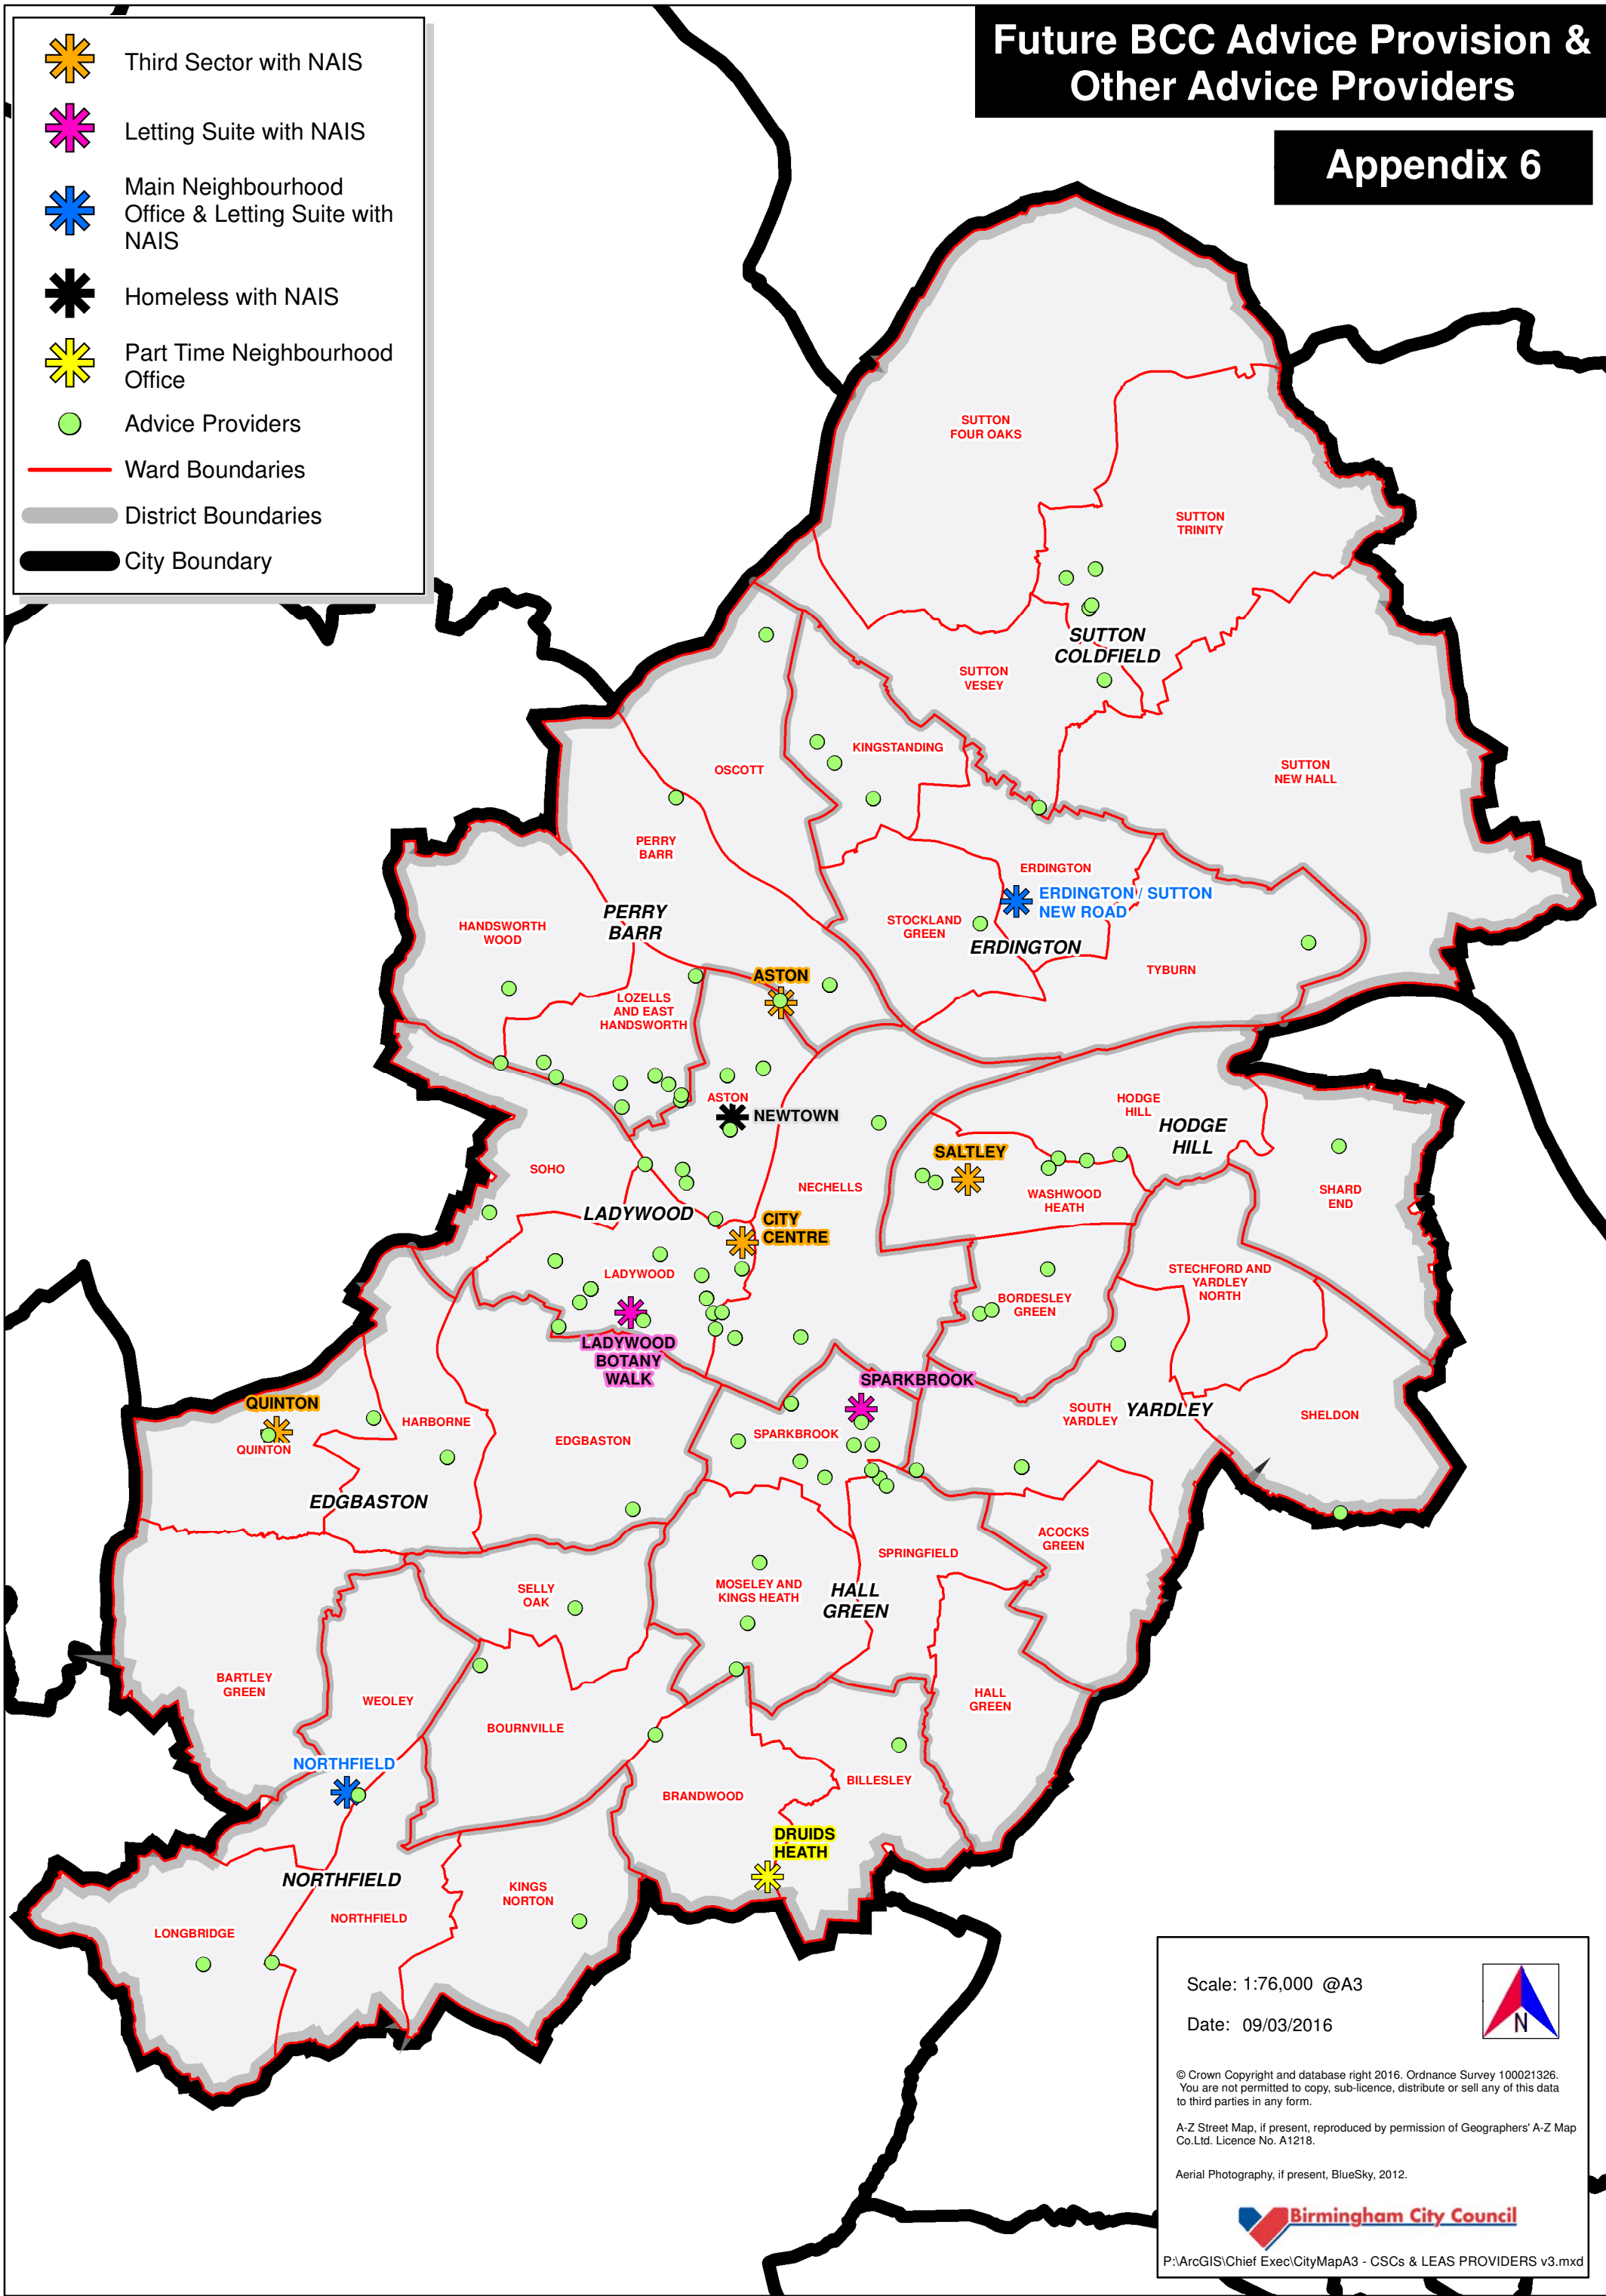 Future BCC Advice Provision &
Other Advice Providers
Appendix 6
Third Sector with NAIS
Letting Suite with NAIS
Main Neighbourhood
Office & Letting Suite with
NAIS
Homeless with NAIS
Part Time Neighbourhood
Office
Advice Providers
Ward Boundaries
District Boundaries
City Boundary
SUTTON
FOUR OAKS
SUTTON
TRINITY
SUTTON
COLDFIELD
SUTTON
VESEY
KINGSTANDING
OSCOTT
SUTTON
NEW HALL
PERRY
BARR
ERDINGTON
ERDINGTON / SUTTON
NEW ROAD
PERRY
BARR
HANDSWORTH
WOOD
STOCKLAND
GREEN
ERDINGTON
TYBURN
ASTON
LOZELLS
AND EAST
HANDSWORTH
ASTON
NEWTOWN
HODGE
HILL
HODGE
HILL
SALTLEY
SOHO
NECHELLS
WASHWOOD
HEATH
SHARD
END
LADYWOOD
CITY
CENTRE
LADYWOOD
STECHFORD AND
YARDLEY
NORTH
BORDESLEY
GREEN
LADYWOOD
BOTANY
WALK
SPARKBROOK
QUINTON
QUINTON
HARBORNE
EDGBASTON
SPARKBROOK
SOUTH
YARDLEY
YARDLEY
SHELDON
EDGBASTON
ACOCKS
GREEN
SPRINGFIELD
SELLY
OAK
MOSELEY AND
KINGS HEATH
HALL
GREEN
BARTLEY
GREEN
WEOLEY
HALL
GREEN
BOURNVILLE
NORTHFIELD
BRANDWOOD
BILLESLEY
DRUIDS
HEATH
NORTHFIELD
KINGS
NORTON
LONGBRIDGE
NORTHFIELD
Scale: 1:76,000 @A3
Date: 09/03/2016
N
© Crown Copyright and database right 2016. Ordnance Survey 100021326.
You are not permitted to copy, sub-licence, distribute or sell any of this data
to third parties in any form.
A-Z Street Map, if present, reproduced by permission of Geographers' A-Z Map
Co.Ltd. Licence No. A1218.
Aerial Photography, if present, BlueSky, 2012.
Birmingham City Council
P:\ArcGIS\Chief Exec\CityMapA3 - CSCs & LEAS PROVIDERS v3.mxd